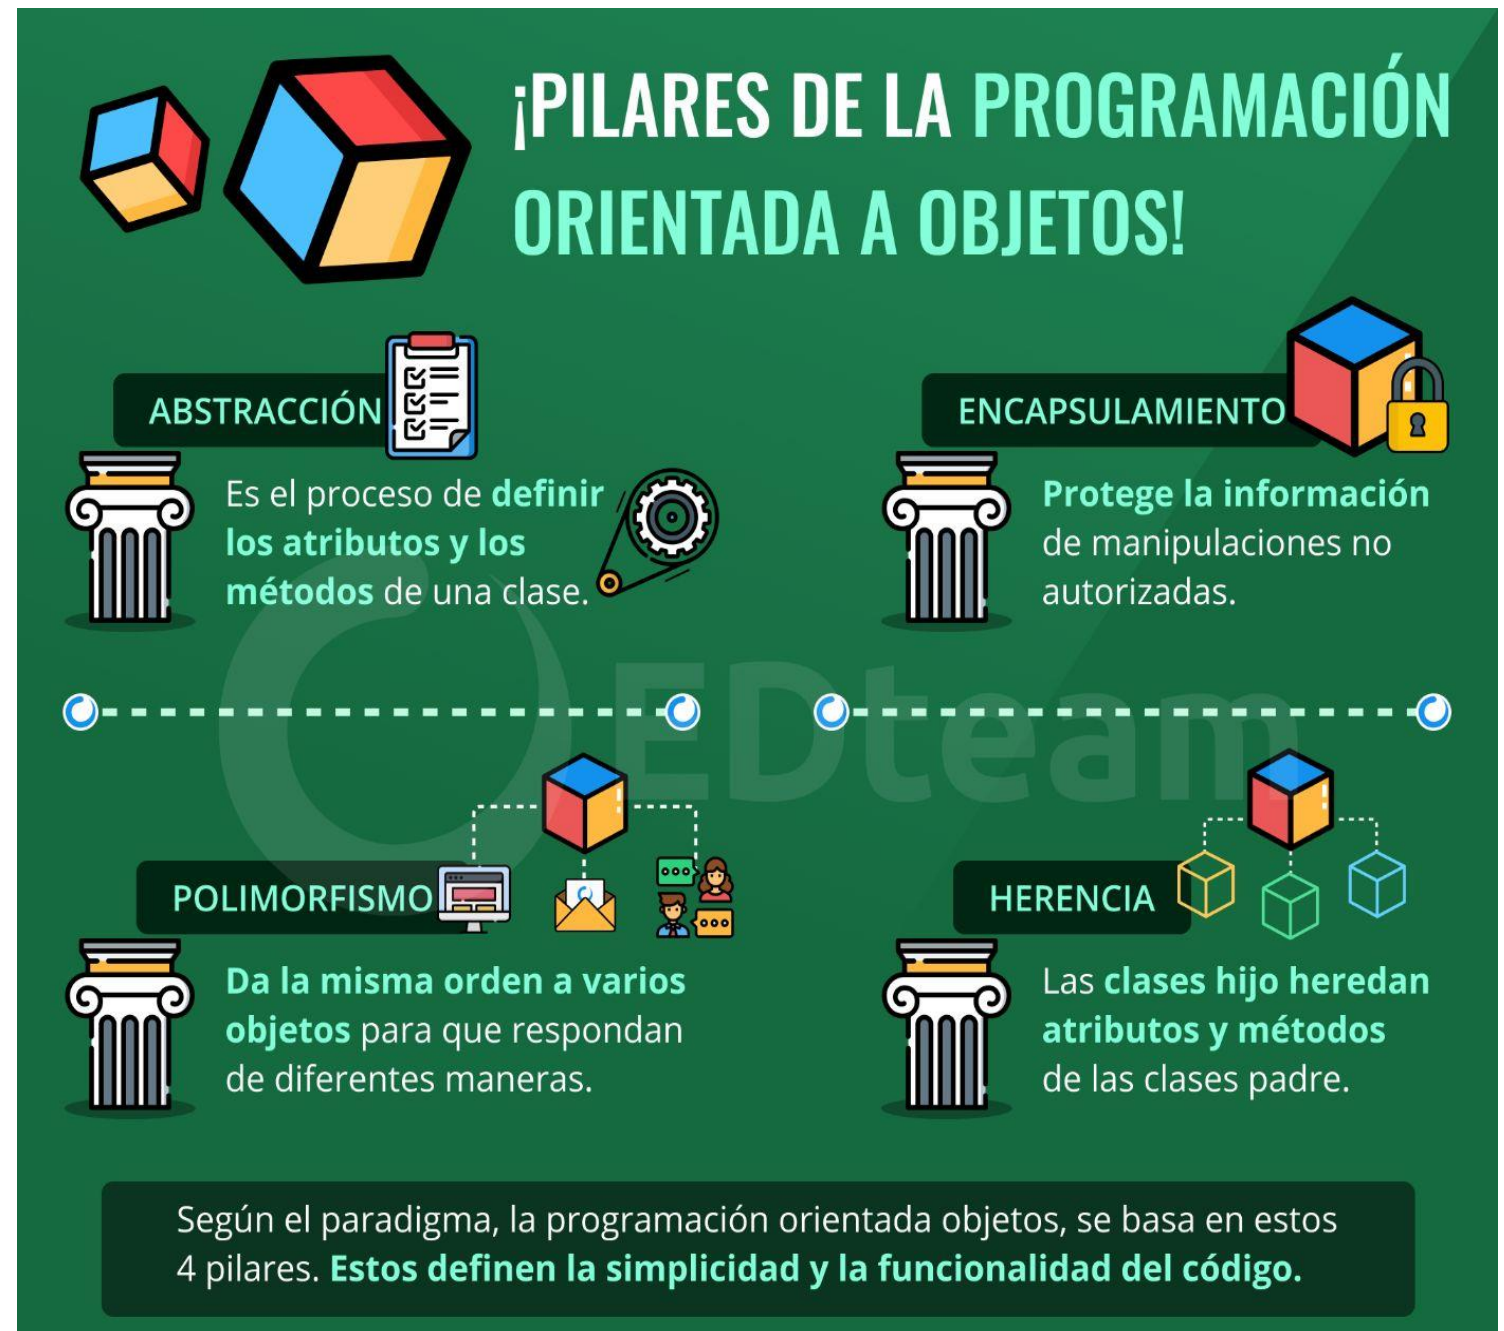 ¡PILARES DE LA PROGRAMACIÓN
ORIENTADA A OBJETOS!
ABSTRACCIÓN
Es el proceso de definir
los atributos y los
métodos de una clase.
ENCAPSULAMIENTO
Protege la información
de manipulaciones no
autorizadas.
EDteam
POLIMORFISMO
Da la misma orden a varios
objetos para que respondan
de diferentes maneras.
HERENCIA
Las clases hijo heredan
atributos y métodos
de las clases padre.
Según el paradigma, la programación orientada objetos, se basa en estos
4 pilares. Estos definen la simplicidad y la funcionalidad del código.